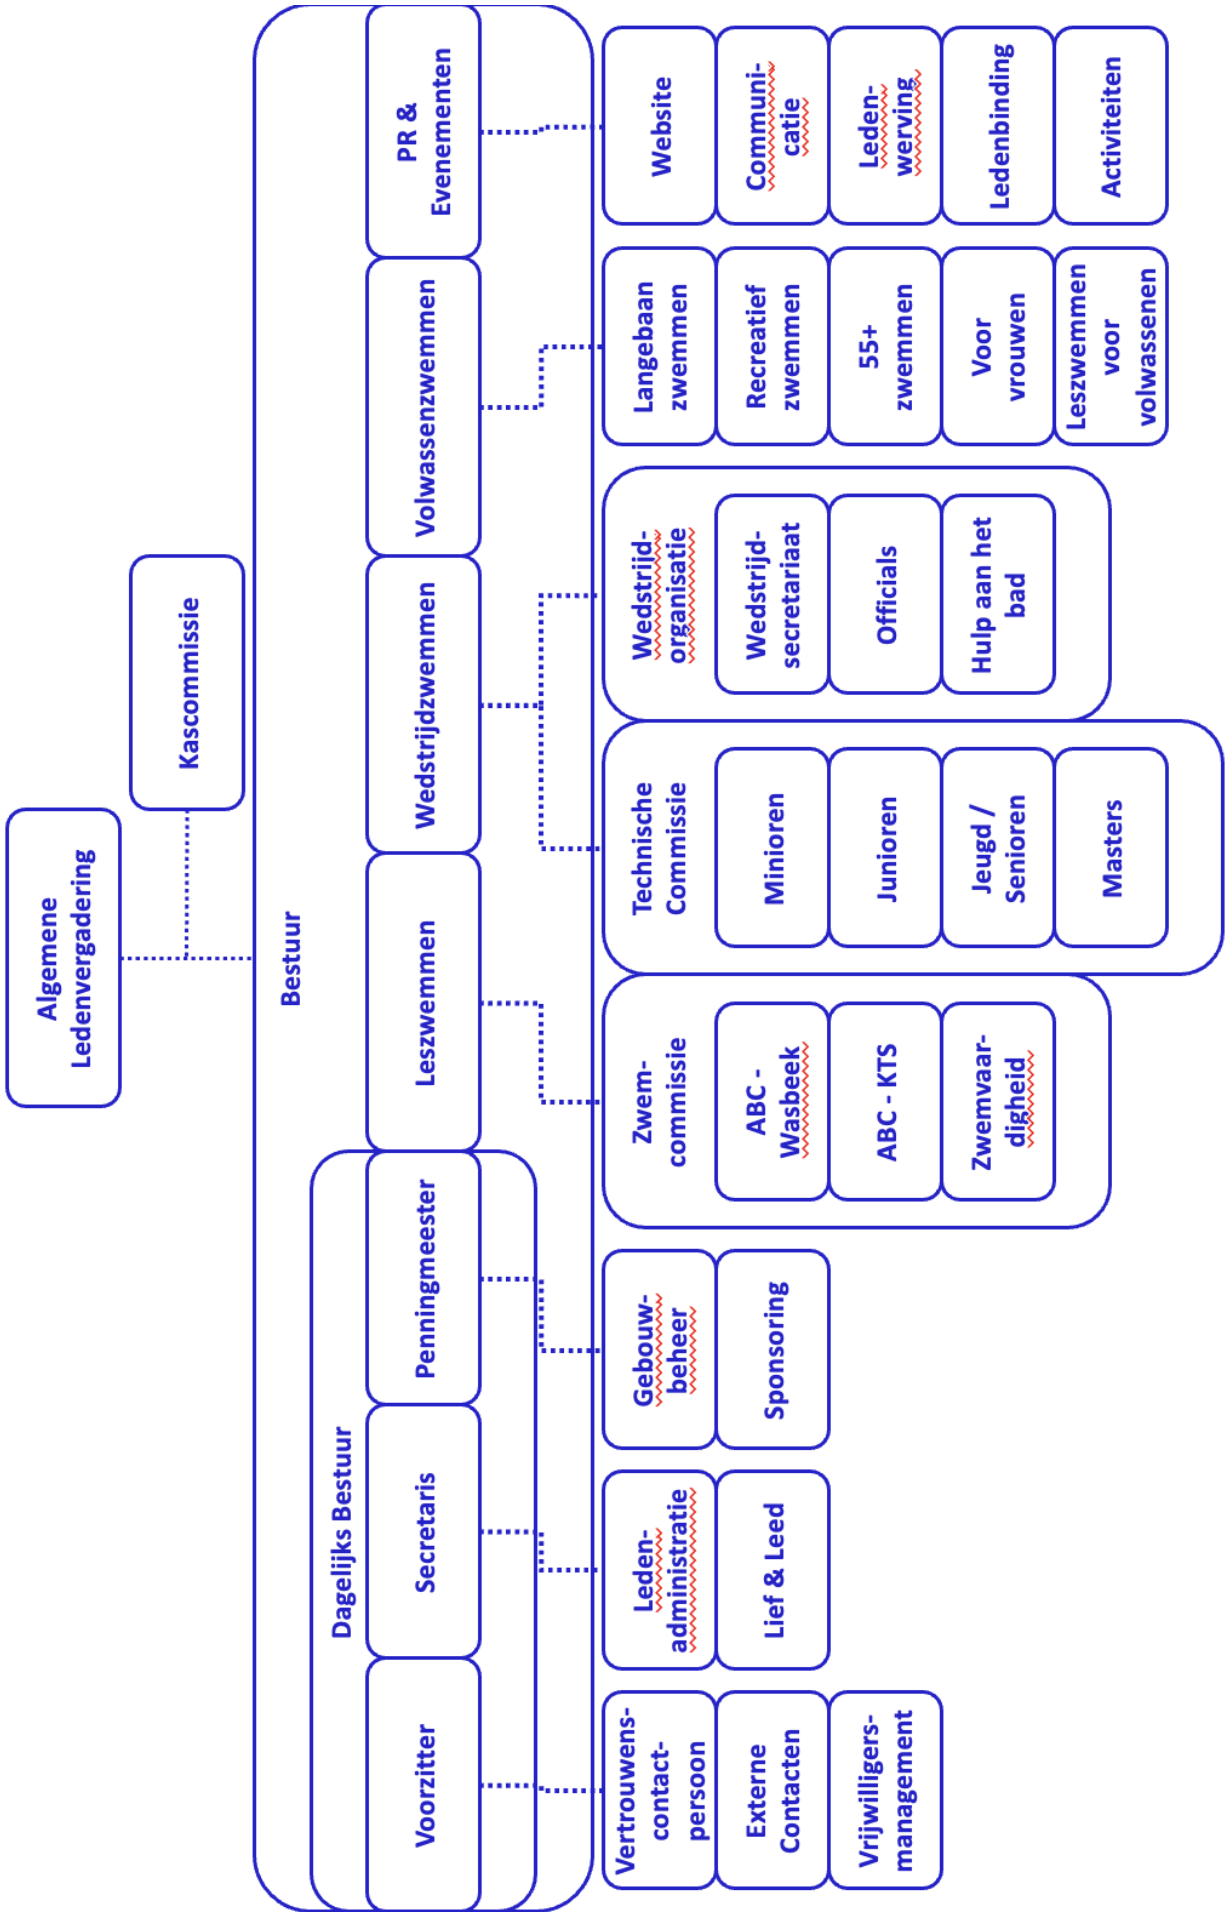 Algemene
Ledenvergadering
Kascommissie
Bestuur
Dagelijks Bestuur
Voorzitter
Secretaris
Penningmeester
Leszwemmen
Wedstrijdzwemmen
Volwassenzwemmen
PR &
Evenementen
Vertrouwens-
contact-
persoon
Externe
Contacten
Vrijwilligers-
management
Leden-
administratie
Lief & Leed
Gebouw-
beheer
Sponsoring
Zwem-
commissie
ABC -
Wasbeek
ABC - KTS
Zwemvaar-
digheid
Technische
Commissie
Minioren
Junioren
Jeugd /
Senioren
Masters
Wedstrijd-
organisatie
Wedstrijd-
secretariaat
Officials
Hulp aan het
bad
Langebaan
zwemmen
Recreatief
zwemmen
55+
zwemmen
Voor
vrouwen
Leszwemmen
voor
volwassenen
Website
Communi-
catie
Leden-
werving
Ledenbinding
Activiteiten